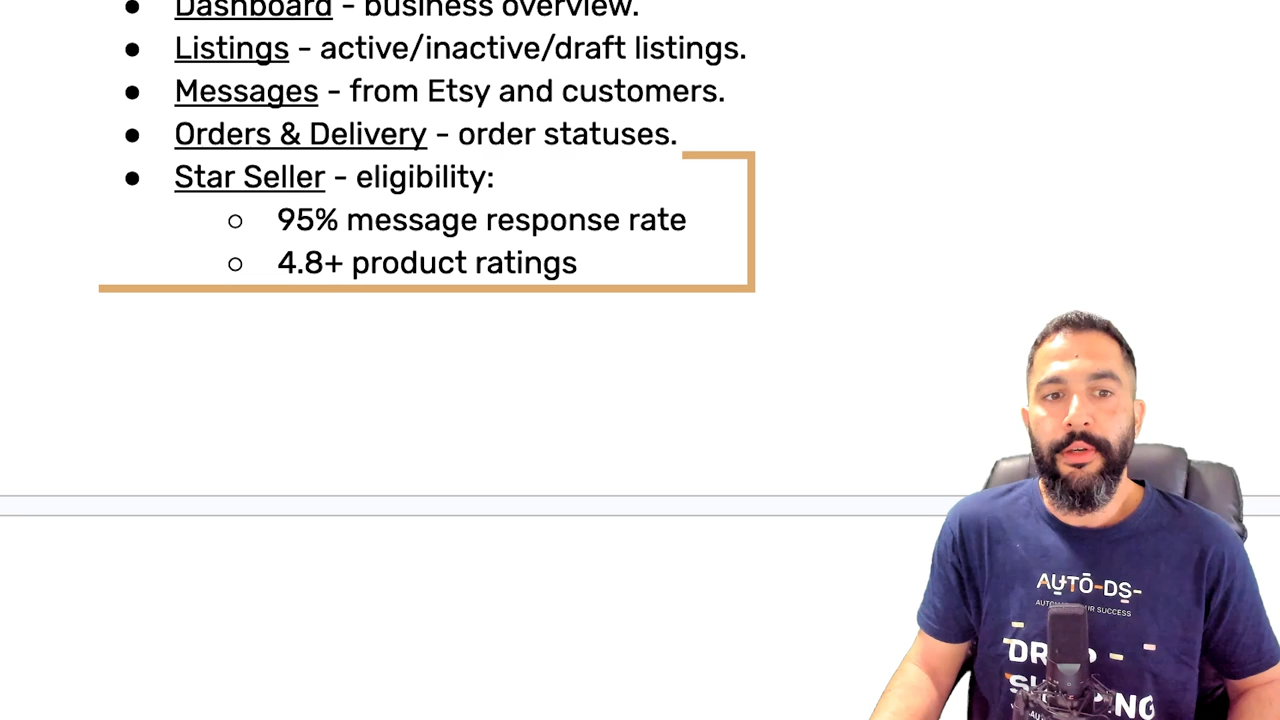 ● Dashboard - business overview.
● Listings - active/inactive/draft listings.
● Messages - from Etsy and customers.
● Orders & Delivery - order statuses.
● Star Seller - eligibility:
○ 95% message response rate
○ 4.8+ product ratings
AUTO-DS-